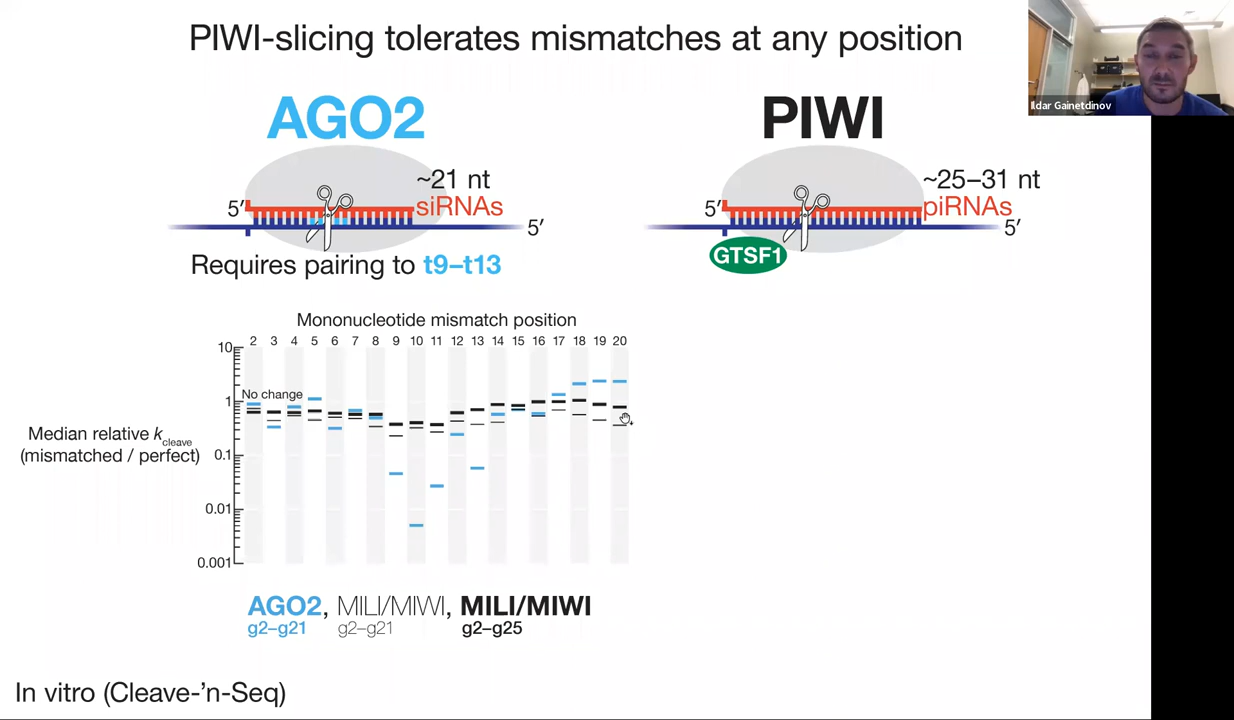 PIWI-slicing tolerates mismatches at any position
Ildar Gainetdinov
AGO2
~21 nt
siRNAs
5′
5′
Requires pairing to t9–t13
PIWI
~25–31 nt
piRNAs
5′
5′
GTSF1
Mononucleotide mismatch position
2 3 4 5 6 7 8 9 10 11 12 13 14 15 16 17 18 19 20
10
No change
1
0.1
0.01
0.001
Median relative kcleave
(mismatched / perfect)
AGO2, MILI/MIWI, MILI/MIWI
g2–g21 g2–g21 g2–g25
In vitro (Cleave-’n-Seq)